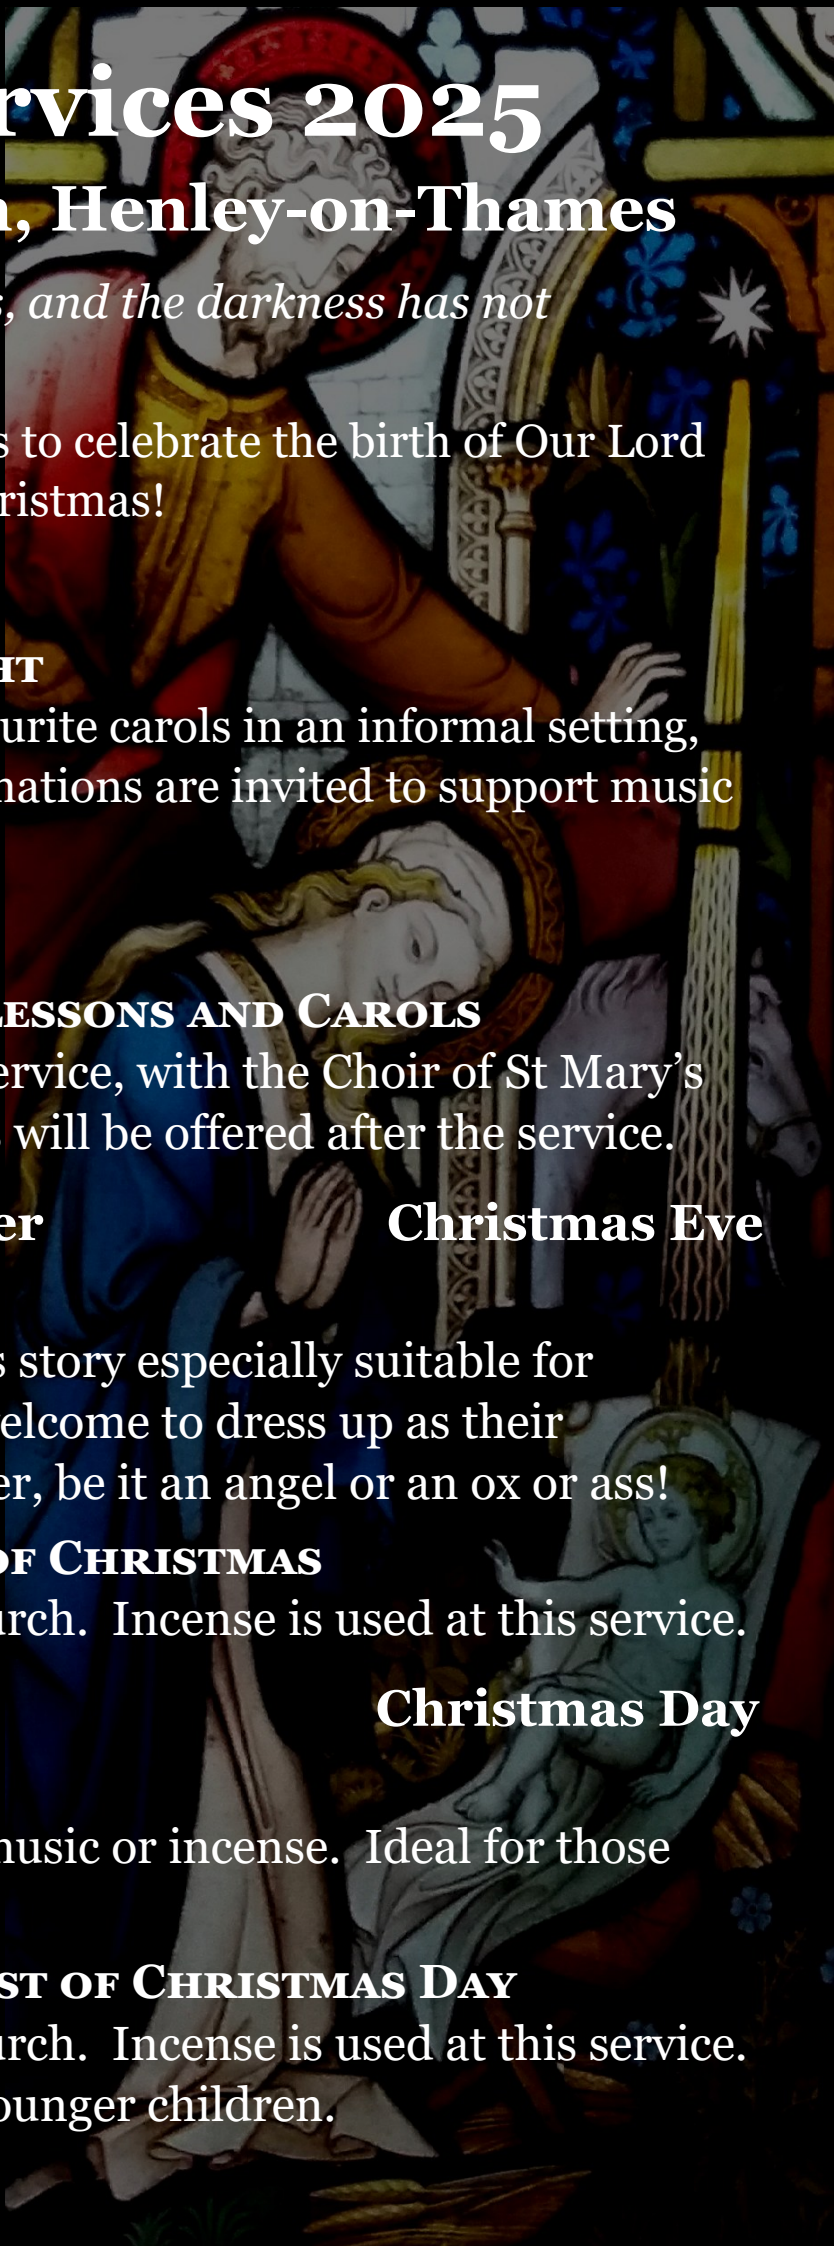 rvices 2025
, Henley-on-Thames
, and the darkness has not
s to celebrate the birth of Our Lord
ristmas!
HT
urite carols in an informal setting,
nations are invited to support music
LESSONS AND CAROLS
ervice, with the Choir of St Mary’s
s will be offered after the service.
er Christmas Eve
s story especially suitable for
elcome to dress up as their
er, be it an angel or an ox or ass!
OF CHRISTMAS
urch.  Incense is used at this service.
Christmas Day
music or incense.  Ideal for those
ST OF CHRISTMAS DAY
urch.  Incense is used at this service.
ounger children.